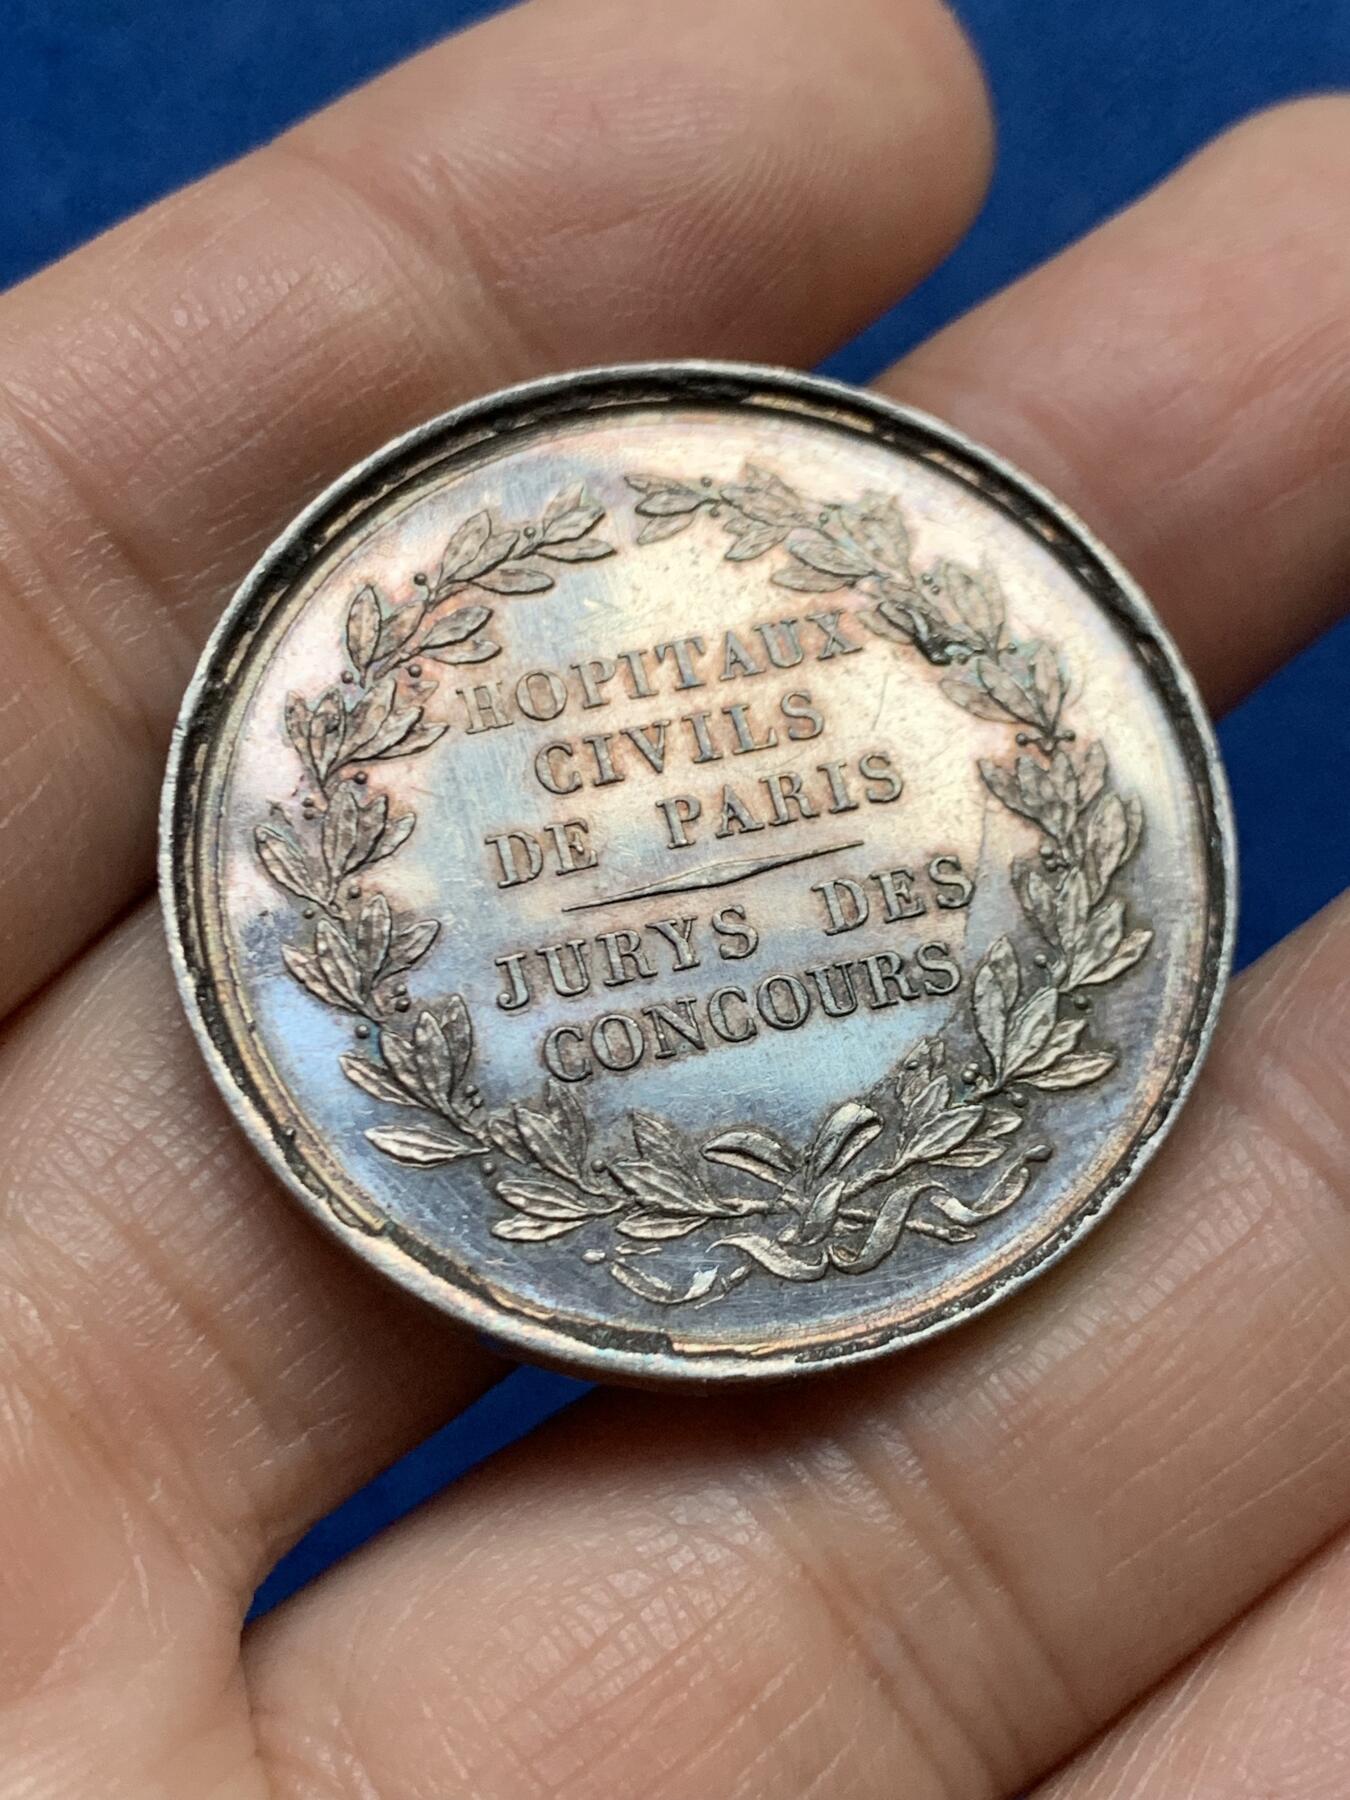 HOPITAUX
CIVILS
DE PARIS
JURYS DES
CONCOURS